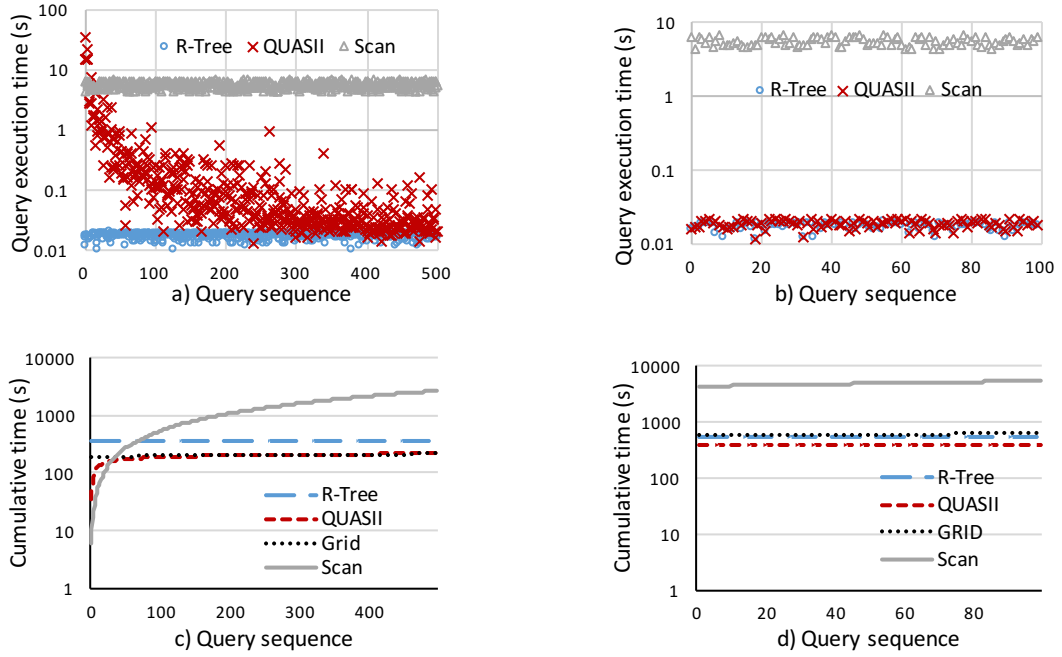 Query execution time (s)
100
10
1
0.1
0.01
R-Tree QUASII Scan
0 100 200 300 400 500
a) Query sequence
Query execution time (s)
10
1
0.1
0.01
R-Tree QUASII Scan
0 20 40 60 80 100
b) Query sequence
Cumulative time (s)
10000
1000
100
10
1
R-Tree
QUASII
Grid
Scan
0 100 200 300 400
c) Query sequence
Cumulative time (s)
10000
1000
100
10
1
R-Tree
QUASII
GRID
Scan
0 20 40 60 80
d) Query sequence